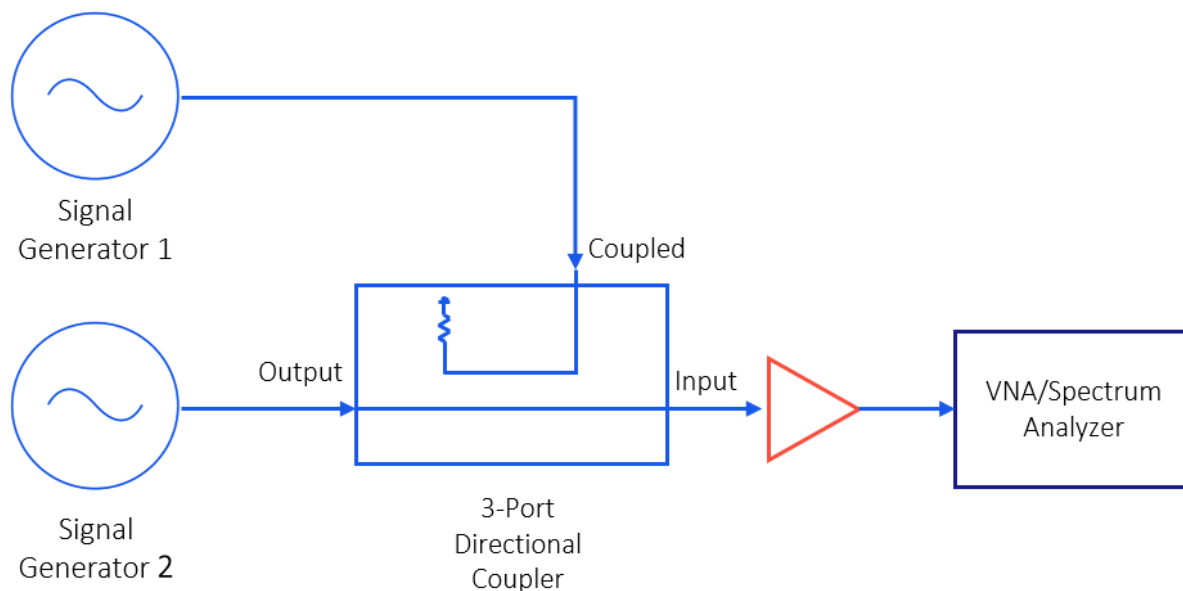 Signal
Generator 1
Coupled
Output
Input
VNA/Spectrum
Analyzer
Signal
Generator 2
3-Port
Directional
Coupler